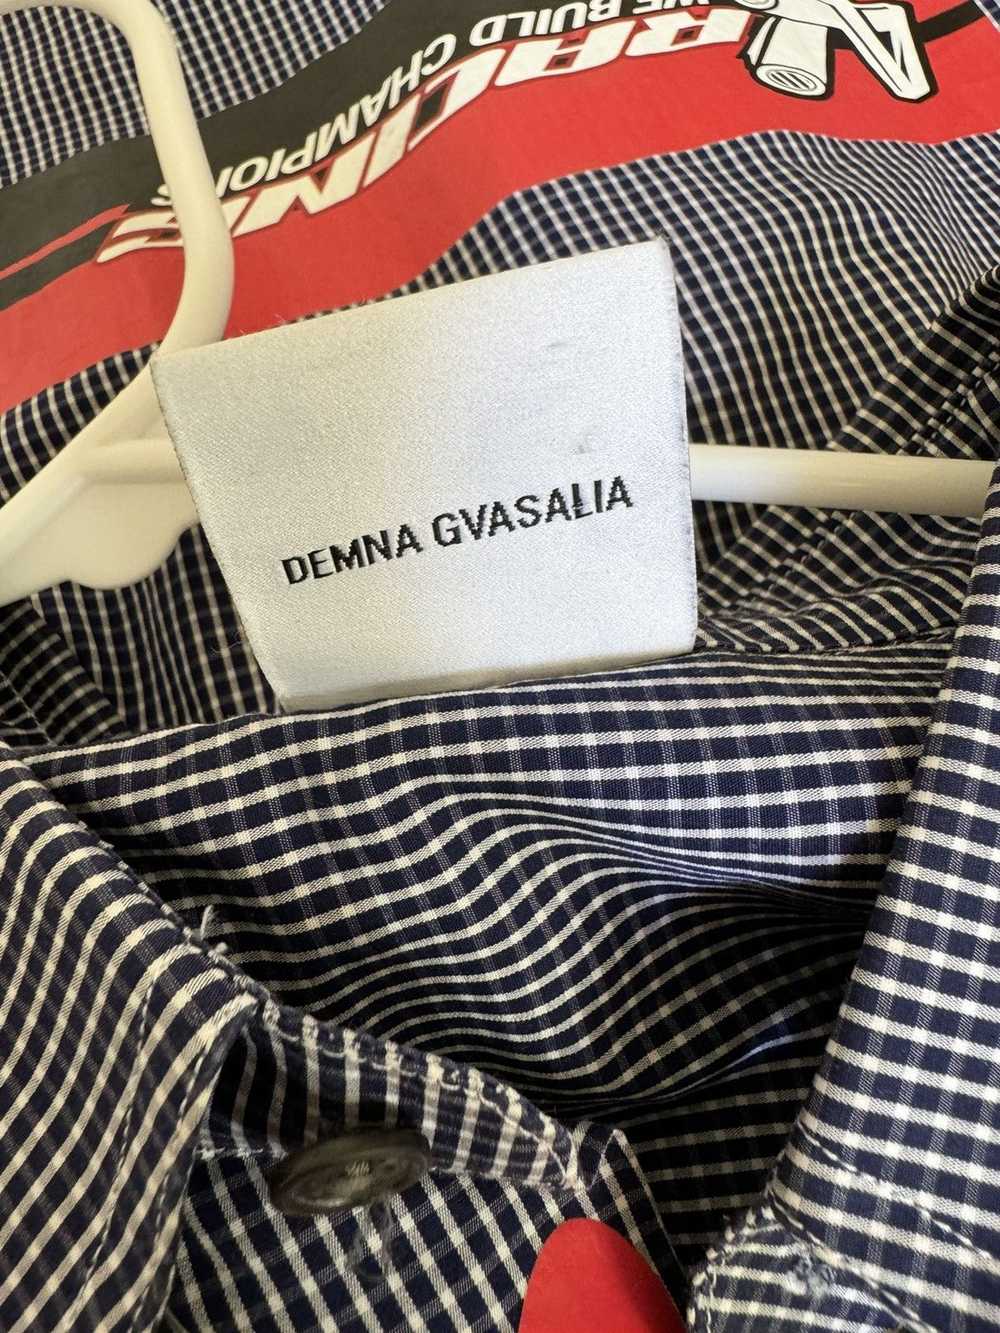 WE BUILD CHAMPIONS
RACING
DEMNA GVASALIA